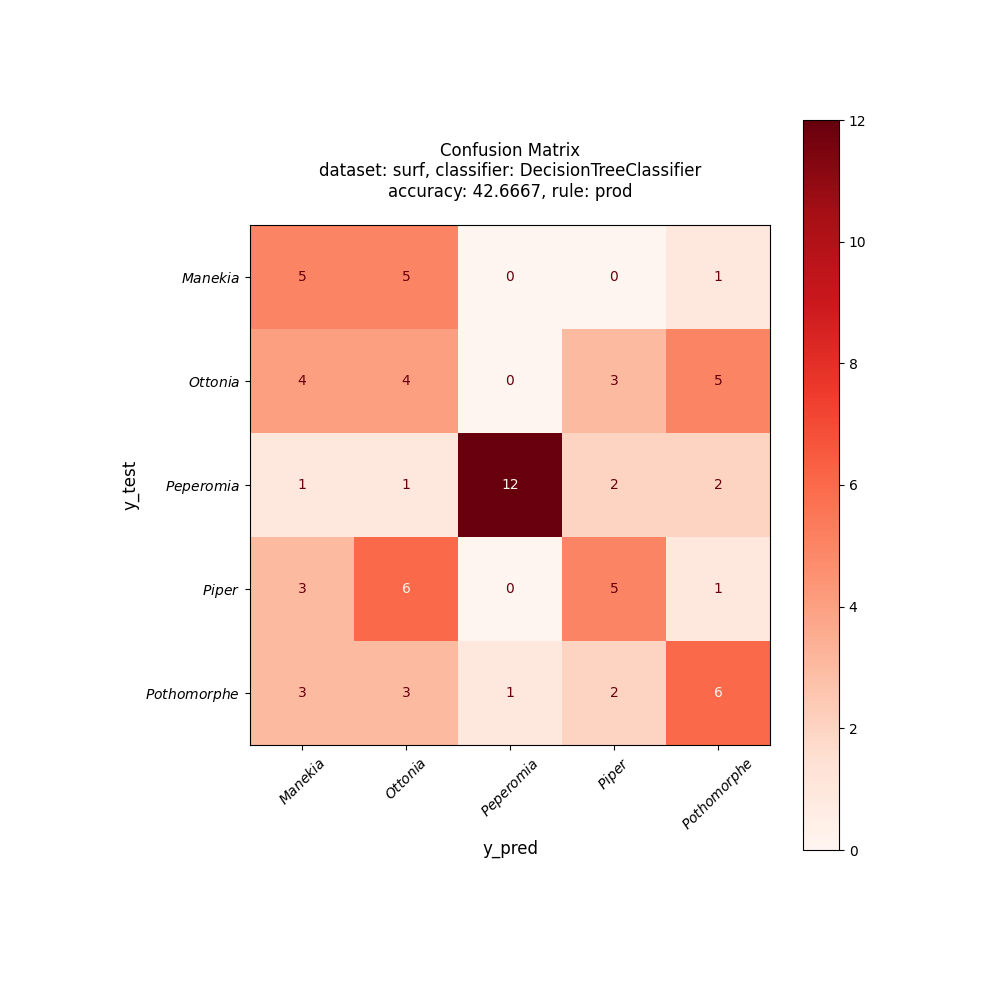 Confusion Matrix
dataset: surf, classifier: DecisionTreeClassifier
accuracy: 42.6667, rule: prod
12
10
8
6
4
2
0
y_test
Manekia 5 5 0 0 1
Ottonia 4 4 0 3 5
Peperomia 1 1 12 2 2
Piper 3 6 0 5 1
Pothomorphe 3 3 1 2 6
Manekia Ottonia Peperomia Piper Pothomorphe
y_pred